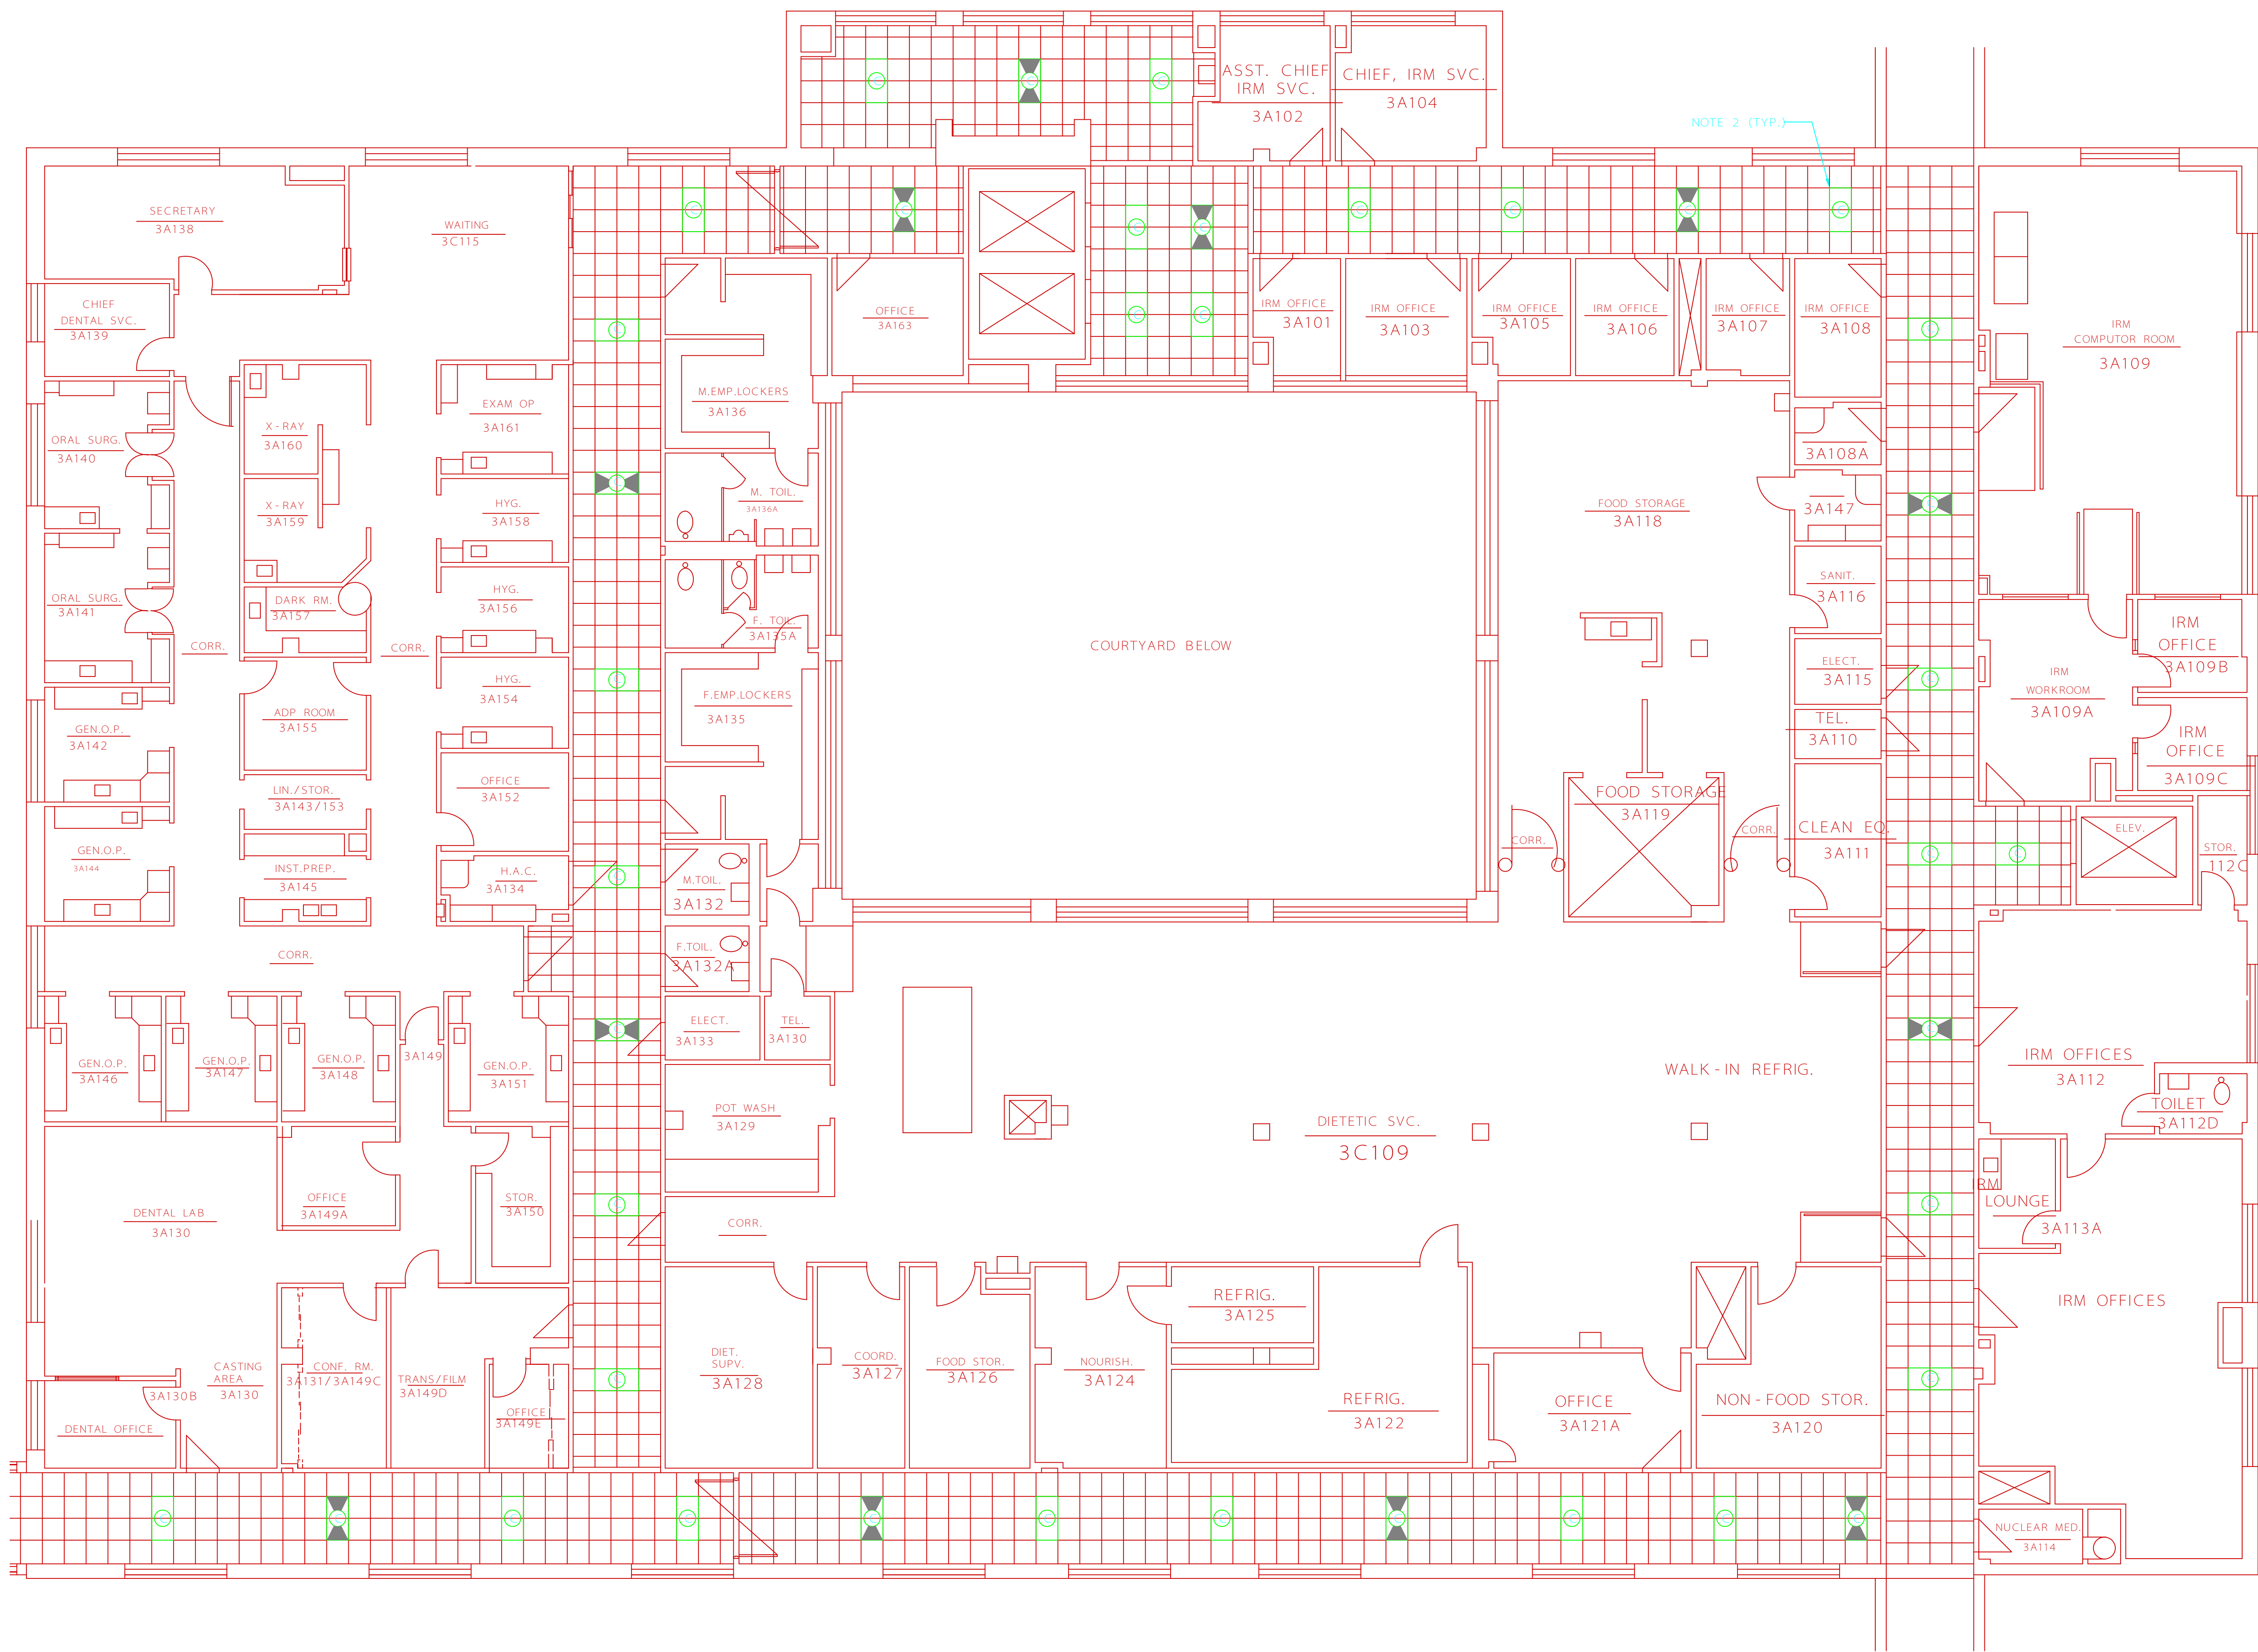 ASST. CHIEF
IRM SVC.
3A102
CHIEF, IRM SVC.
3A104
NOTE 2 (TYP.)
SECRETARY
3A138
WAITING
3C115
CHIEF
DENTAL SVC.
3A139
OFFICE
3A163
IRM OFFICE
3A101
IRM OFFICE
3A103
IRM OFFICE
3A105
IRM OFFICE
3A106
IRM OFFICE
3A107
IRM OFFICE
3A108
IRM
COMPUTOR ROOM
3A109
M.EMP.LOCKERS
3A136
EXAM OP
3A161
X-RAY
3A160
ORAL SURG.
3A140
3A108A
M. TOIL.
3A136A
HYG.
3A158
X-RAY
3A159
FOOD STORAGE
3A118
3A147
SANIT.
3A116
HYG.
3A156
DARK RM.
3A157
ORAL SURG.
3A141
F. TOIL.
3A135A
CORR.
CORR.
COURTYARD BELOW
IRM
OFFICE
3A109B
ELECT.
3A115
IRM
WORKROOM
3A109A
HYG.
3A154
F.EMP.LOCKERS
3A135
ADP ROOM
3A155
GEN.O.P.
3A142
TEL.
3A110
IRM
OFFICE
3A109C
OFFICE
3A152
LIN./STOR.
3A143/153
FOOD STORAGE
3A119
CORR.
CORR.
CLEAN EQ.
3A111
ELEV.
STOR.
112C
GEN.O.P.
3A144
INST.PREP.
3A145
H.A.C.
3A134
M.TOIL.
3A132
F.TOIL.
3A132A
CORR.
ELECT.
3A133
TEL.
3A130
GEN.O.P.
3A146
GEN.O.P.
3A147
GEN.O.P.
3A148
3A149
GEN.O.P.
3A151
WALK-IN REFRIG.
IRM OFFICES
3A112
TOILET
3A112D
POT WASH
3A129
DIETETIC SVC.
3C109
IRM
LOUNGE
3A113A
OFFICE
3A149A
STOR.
3A150
DENTAL LAB
3A130
CORR.
REFRIG.
3A125
IRM OFFICES
DIET.
SUPV.
3A128
COORD.
3A127
FOOD STOR.
3A126
NOURISH.
3A124
CASTING
AREA
3A130
3A130B
CONF. RM.
3A131/3A149C
TRANS/FILM
3A149D
OFFICE
3A149E
DENTAL OFFICE
REFRIG.
3A122
OFFICE
3A121A
NON-FOOD STOR.
3A120
NUCLEAR MED.
3A114